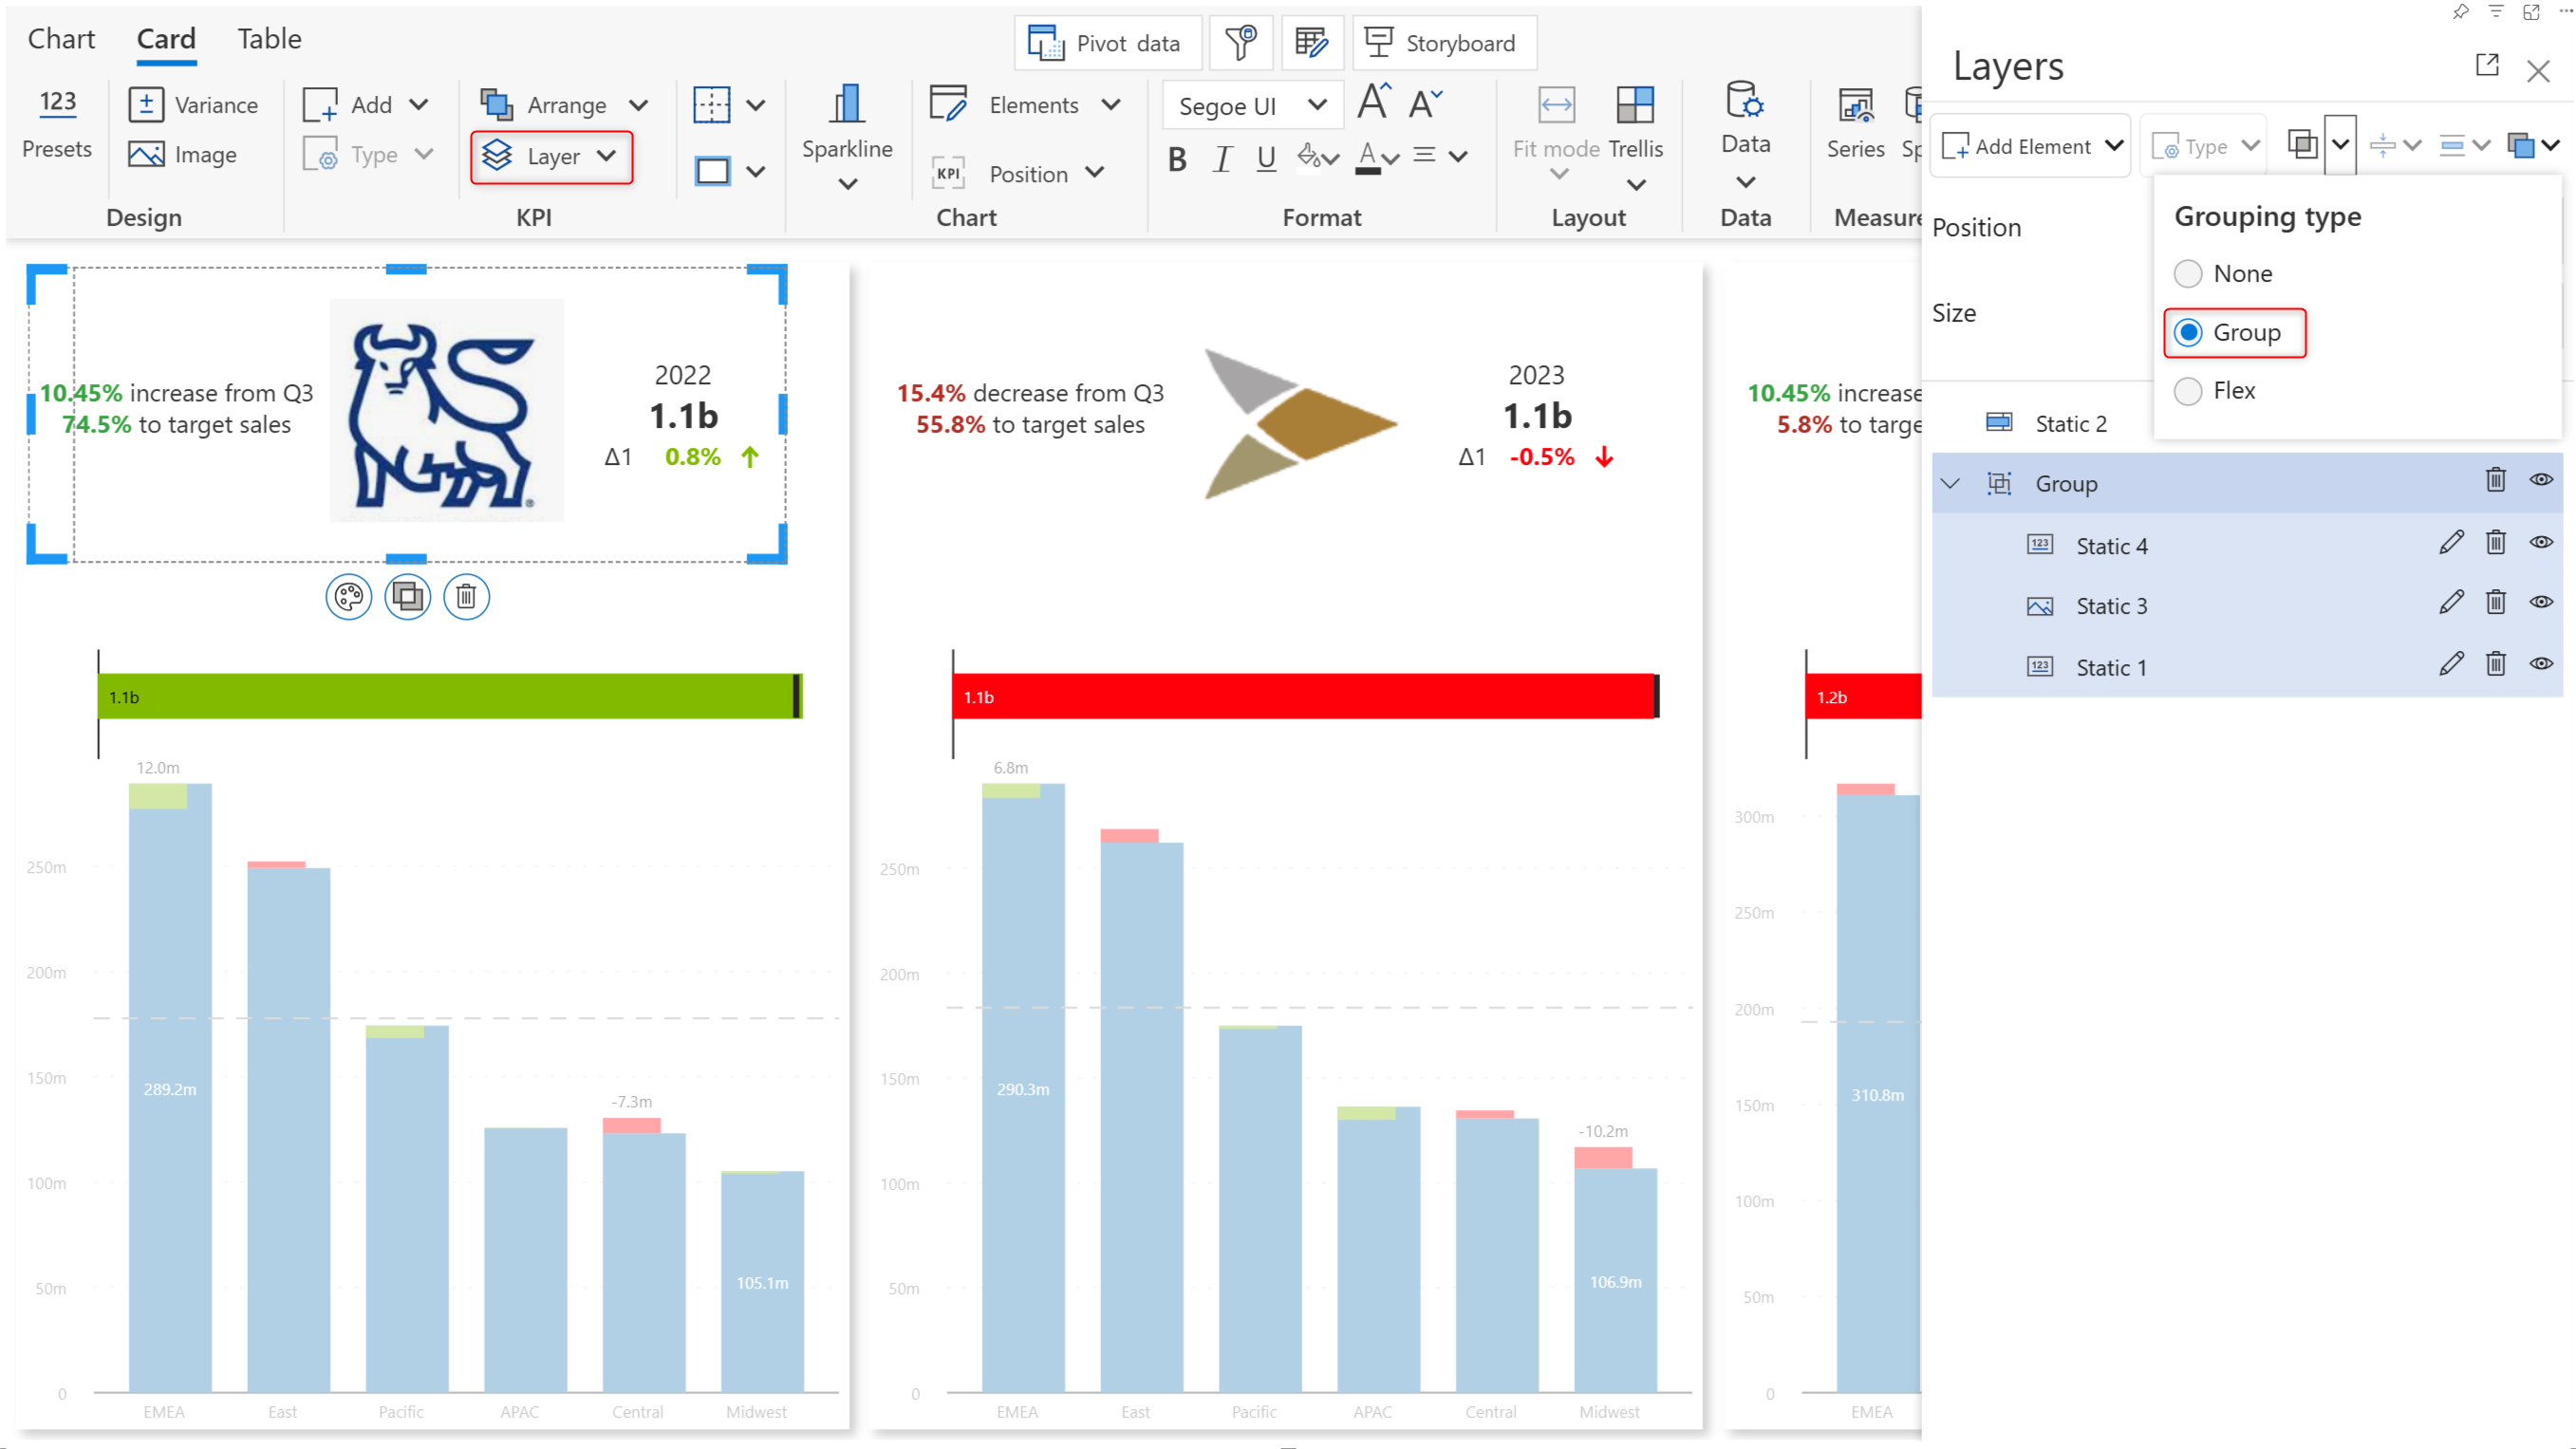 Chart Card Table
Pivot data
Storyboard
123
Presets
Variance
Image
Design
Add
Type
Arrange
Layer
KPI
Sparkline
Elements
KPI Position
Chart
Segoe UI A A
B I U A
Format
Fit mode
Trellis
Layout
Data
Data
Series
Sp
Measure
10.45% increase from Q3
74.5% to target sales
2022
1.1b
Δ1 0.8%
15.4% decrease from Q3
55.8% to target sales
2023
1.1b
Δ1 -0.5%
10.45% increase
5.8% to targe
1.1b
12.0m
250m
200m
150m
100m
50m
0
289.2m
-7.3m
105.1m
EMEA East Pacific APAC Central Midwest
1.1b
6.8m
250m
200m
150m
100m
50m
0
290.3m
-10.2m
106.9m
EMEA East Pacific APAC Central Midwest
1.2b
300m
250m
200m
150m
100m
50m
0
310.8m
EMEA
Layers
Add Element
Type
Position
Size
Grouping type
None
Group
Flex
Static 2
Group
123 Static 4
Static 3
123 Static 1